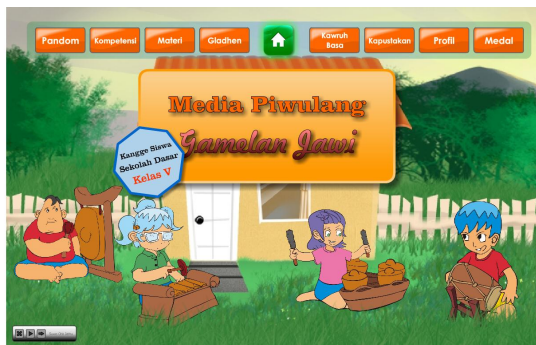 Pandom
Kompetensi
Materi
Gladhen
Kawruh
Basa
Kapustakan
Profil
Medal
Media Piwulang
Gamelan Jawi
Kangge Siswa
Sekolah Dasar
Kelas V